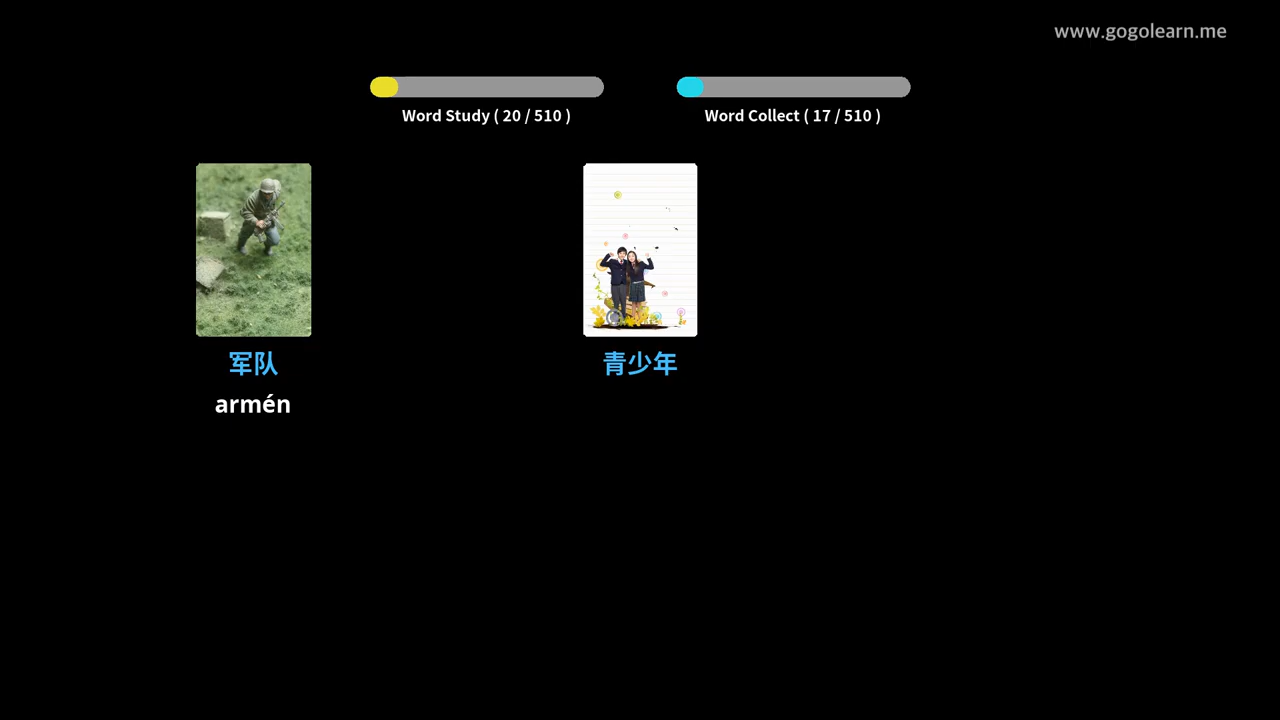 www.gogolearn.me
Word Study ( 20 / 510 )
Word Collect ( 17 / 510 )
军队
armén
青少年